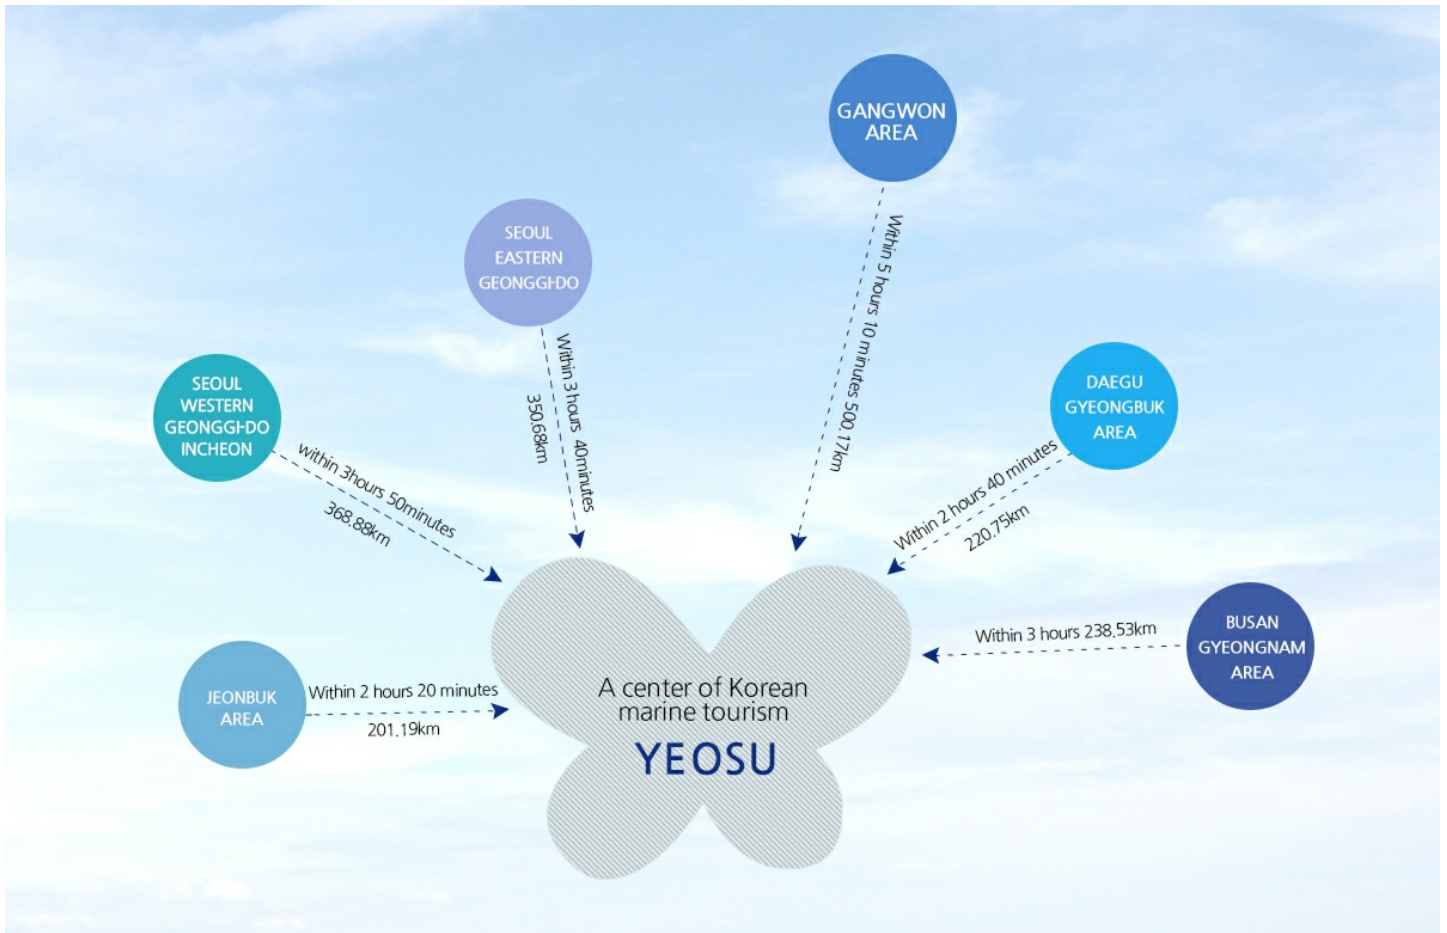 GANGWON
AREA
Within 5 hours 10 minutes 500.17km
SEOUL
EASTERN
GEONGGI-DO
Within 3 hours 40minutes
350.68km
SEOUL
WESTERN
GEONGGI-DO
INCHEON
within 3hours 50minutes
368.88km
DAEGU
GYEONGBUK
AREA
Within 2 hours 40 minutes
220.75km
BUSAN
GYEONGNAM
AREA
Within 3 hours 238.53km
JEONBUK
AREA
Within 2 hours 20 minutes
201.19km
A center of Korean
marine tourism
YEOSU